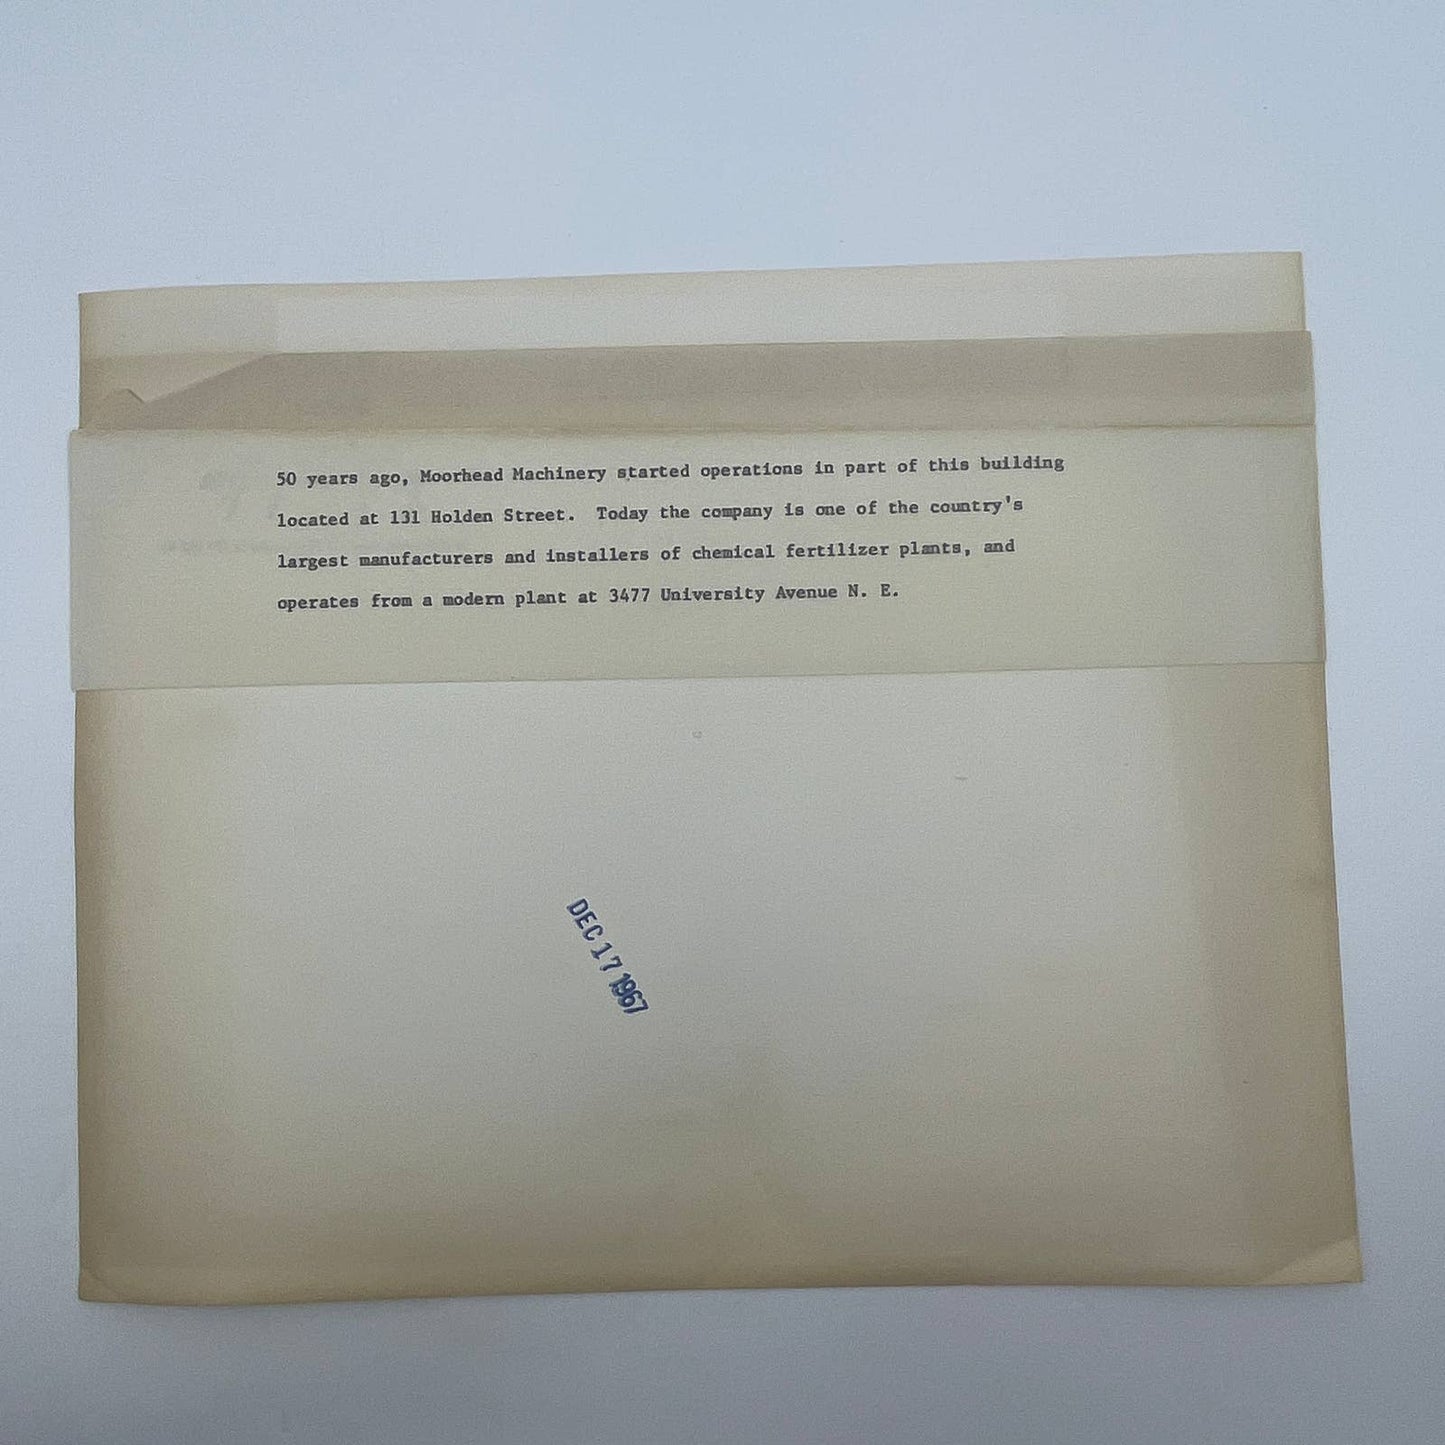 50 years ago, Moorhead Machinery started operations in part of this building
located at 131 Holden Street.  Today the company is one of the country's
largest manufacturers and installers of chemical fertilizer plants, and
operates from a modern plant at 3477 University Avenue N. E.
DEC 17 1967